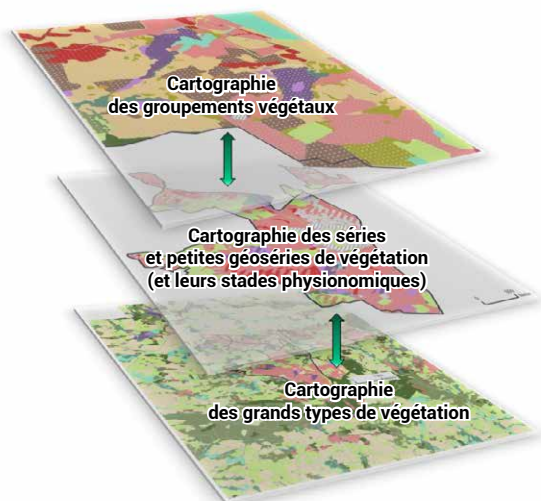 Cartographie
des groupements végétaux
Cartographie des séries
et petites géoséries de végétation
(et leurs stades physionomiques)
Cartographie
des grands types de végétation